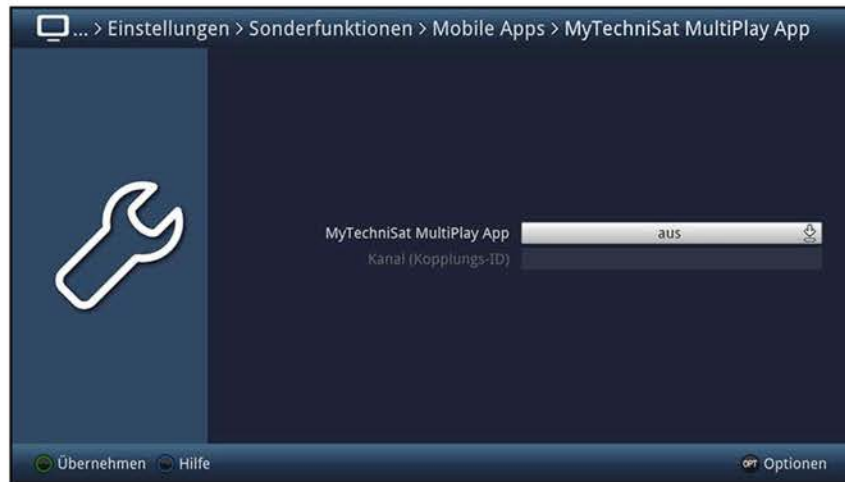 ... > Einstellungen > Sonderfunktionen > Mobile Apps > MyTechniSat MultiPlay App
MyTechniSat MultiPlay App aus
Kanal (Kopplungs-ID)
Übernehmen Hilfe OPT Optionen